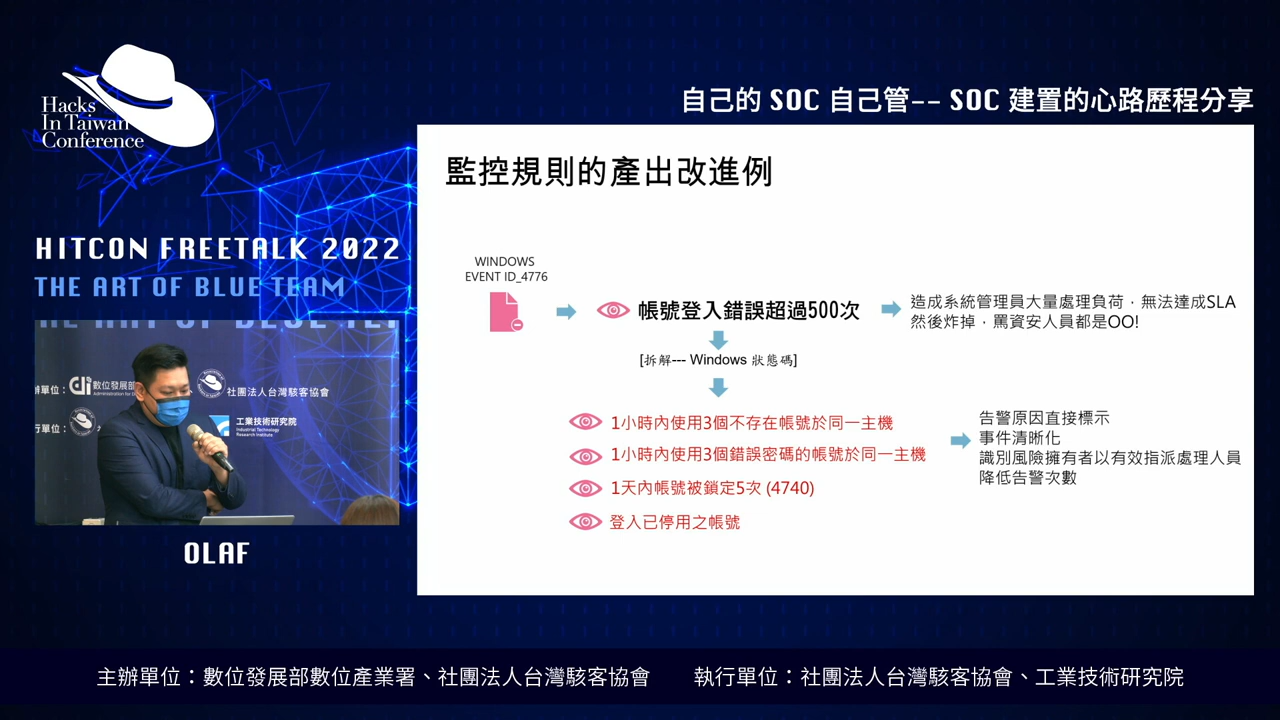 Hacks
In Taiwan
Conference
自己的 SOC 自己管-- SOC 建置的心路歷程分享
HITCON FREETALK 2022
THE ART OF BLUE TEAM
監控規則的產出改進例
WINDOWS
EVENT ID_4776
帳號登入錯誤超過500次
造成系統管理員大量處理負荷，無法達成SLA
然後炸掉，罵資安人員都是OO!
[拆解--- Windows 狀態碼]
1小時內使用3個不存在帳號於同一主機
1小時內使用3個錯誤密碼的帳號於同一主機
1天內帳號被鎖定5次 (4740)
登入已停用之帳號
告警原因直接標示
事件清晰化
識別風險擁有者以有效指派處理人員
降低告警次數
辦單位：
數位發展部
社團法人台灣駭客協會
行單位：
工業技術研究院
Industrial Technology
Research Institute
OLAF
主辦單位：數位發展部數位產業署、社團法人台灣駭客協會
執行單位：社團法人台灣駭客協會、工業技術研究院